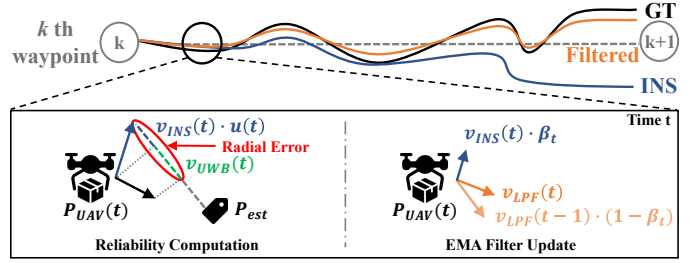 GT
k th
waypoint
k
k+1
Filtered
INS
Time t
v_INS(t) · u(t)
Radial Error
v_UWB(t)
P_UAV(t)
P_est
Reliability Computation
v_INS(t) · β_t
v_LPF(t)
P_UAV(t)
v_LPF(t−1) · (1−β_t)
EMA Filter Update